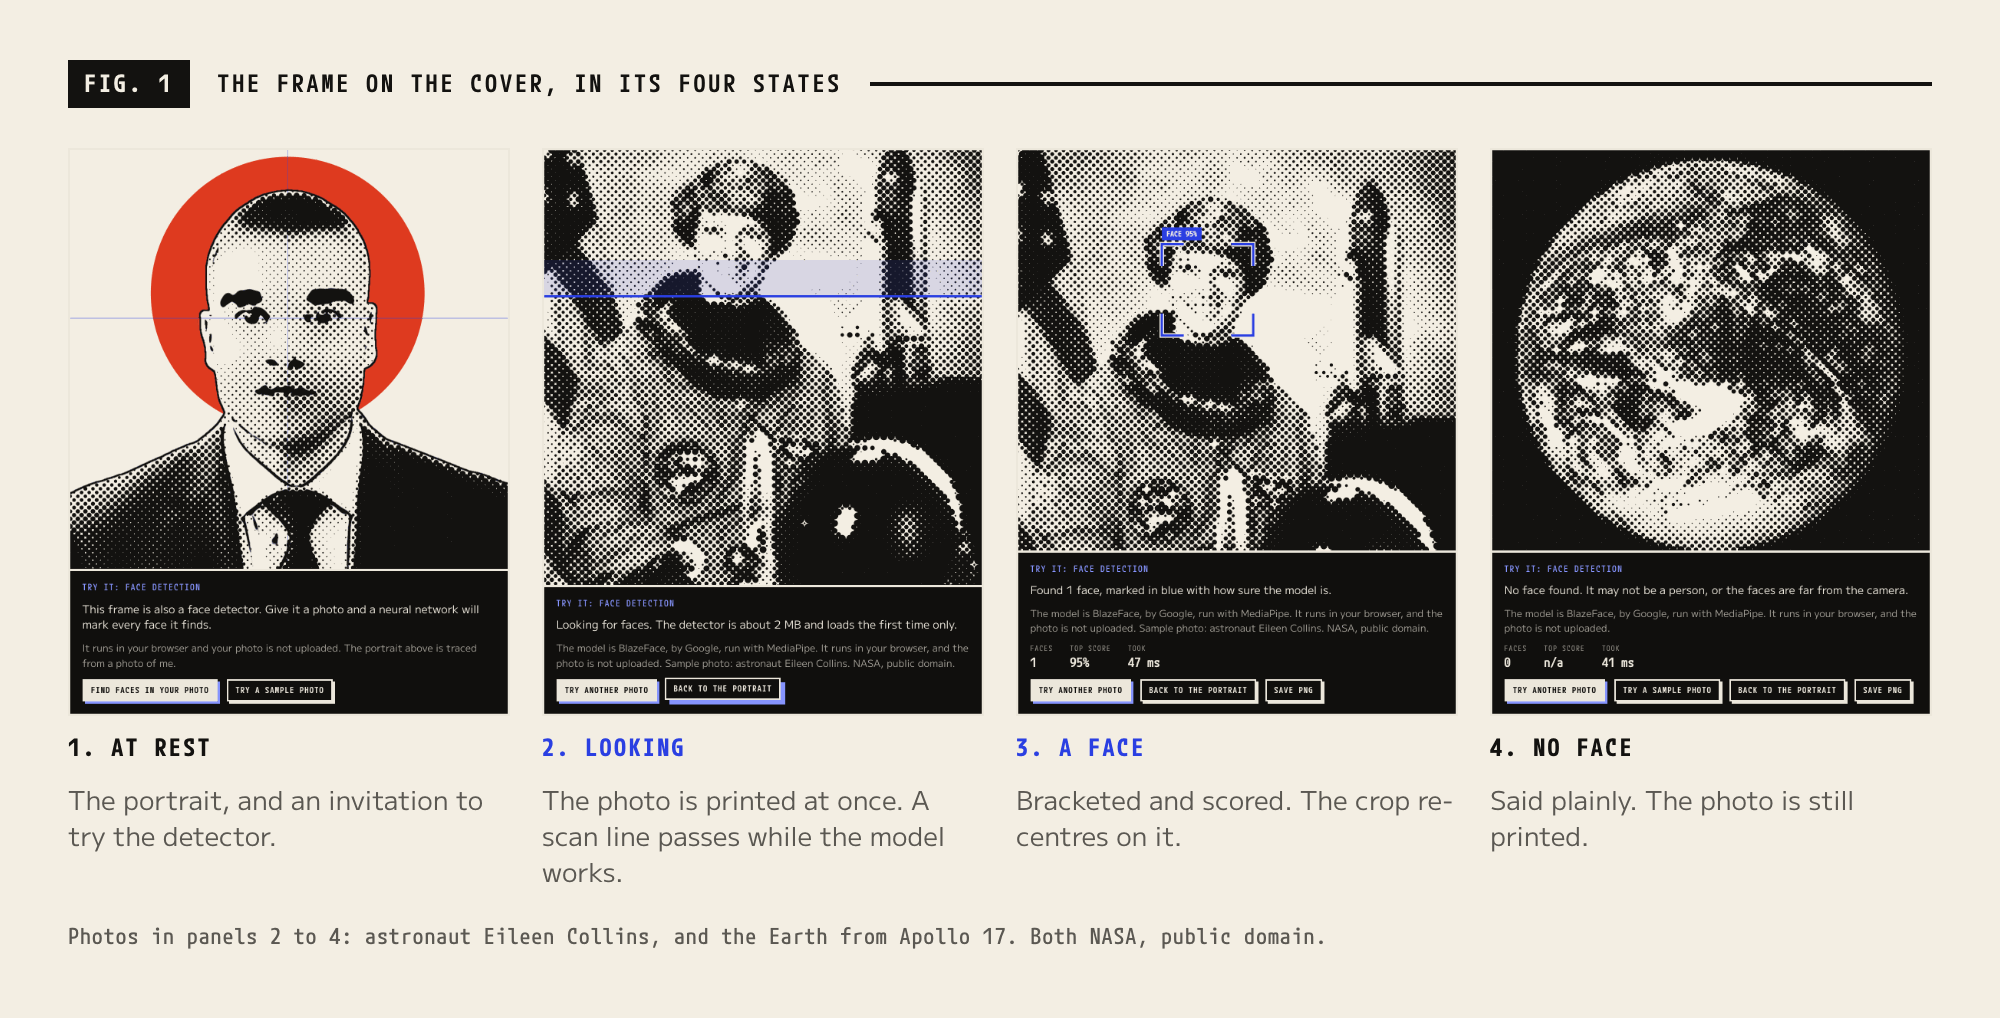 FIG. 1
THE FRAME ON THE COVER, IN ITS FOUR STATES
TRY IT: FACE DETECTION
This frame is also a face detector. Give it a photo and a neural network will
mark every face it finds.
It runs in your browser and your photo is not uploaded. The portrait above is traced
from a photo of me.
FIND FACES IN YOUR PHOTO
TRY A SAMPLE PHOTO
1. AT REST
The portrait, and an invitation to
try the detector.
TRY IT: FACE DETECTION
Looking for faces. The detector is about 2 MB and loads the first time only.
The model is BlazeFace, by Google, run with MediaPipe. It runs in your browser, and the
photo is not uploaded. Sample photo: astronaut Eileen Collins. NASA, public domain.
TRY ANOTHER PHOTO
BACK TO THE PORTRAIT
2. LOOKING
The photo is printed at once. A
scan line passes while the model
works.
FACE 95%
TRY IT: FACE DETECTION
Found 1 face, marked in blue with how sure the model is.
The model is BlazeFace, by Google, run with MediaPipe. It runs in your browser, and the
photo is not uploaded. Sample photo: astronaut Eileen Collins. NASA, public domain.
FACES TOP SCORE TOOK
1 95% 47 ms
TRY ANOTHER PHOTO
BACK TO THE PORTRAIT
SAVE PNG
3. A FACE
Bracketed and scored. The crop re-
centres on it.
TRY IT: FACE DETECTION
No face found. It may not be a person, or the faces are far from the camera.
The model is BlazeFace, by Google, run with MediaPipe. It runs in your browser, and the
photo is not uploaded.
FACES TOP SCORE TOOK
0 n/a 41 ms
TRY ANOTHER PHOTO
TRY A SAMPLE PHOTO
BACK TO THE PORTRAIT
SAVE PNG
4. NO FACE
Said plainly. The photo is still
printed.
Photos in panels 2 to 4: astronaut Eileen Collins, and the Earth from Apollo 17. Both NASA, public domain.